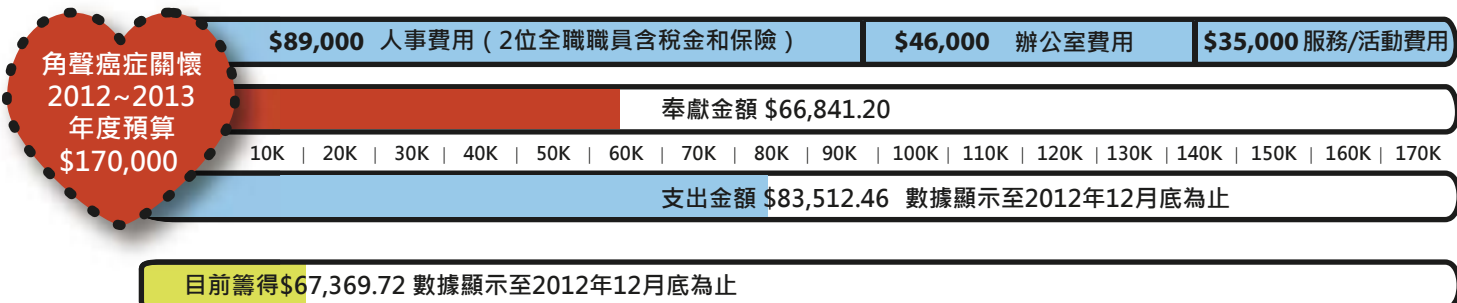 $89,000 人事費用 ( 2位全職職員含稅金和保險 ) $46,000 辦公室費用 $35,000 服務/活動費用
角聲癌症關懷
2012~2013
年度預算
$170,000
奉獻金額 $66,841.20
10K | 20K | 30K | 40K | 50K | 60K | 70K | 80K | 90K | 100K | 110K | 120K | 130K | 140K | 150K | 160K | 170K
支出金額 $83,512.46 數據顯示至2012年12月底為止
目前籌得$67,369.72 數據顯示至2012年12月底為止